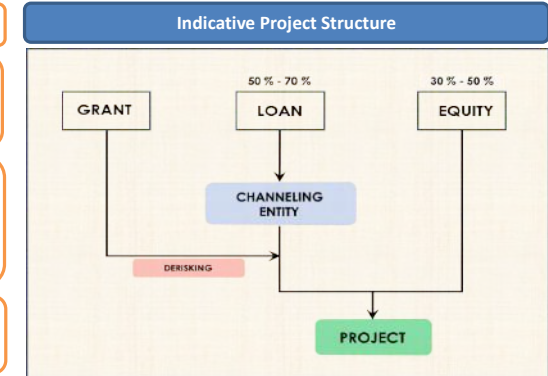 Indicative Project Structure
50 % - 70 %
30 % - 50 %
GRANT
LOAN
EQUITY
CHANNELING
ENTITY
DERISKING
PROJECT